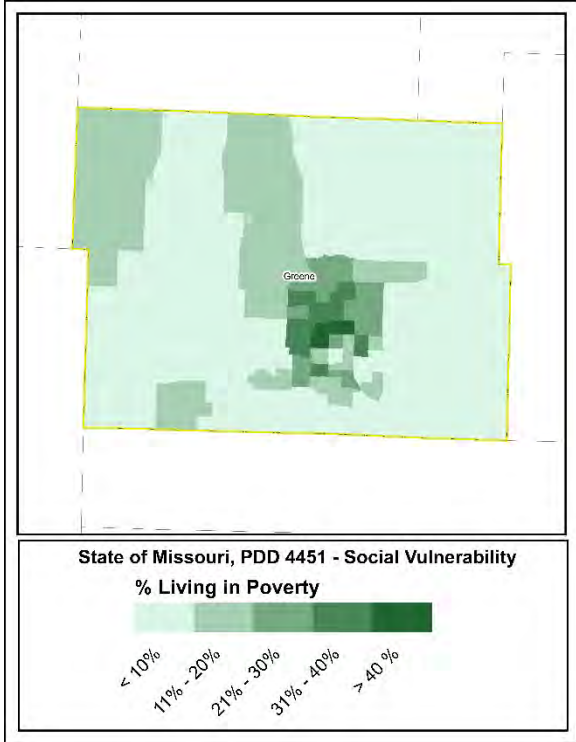 Greene
State of Missouri, PDD 4451 - Social Vulnerability
% Living in Poverty
< 10%
11% - 20%
21% - 30%
31% - 40%
> 40 %